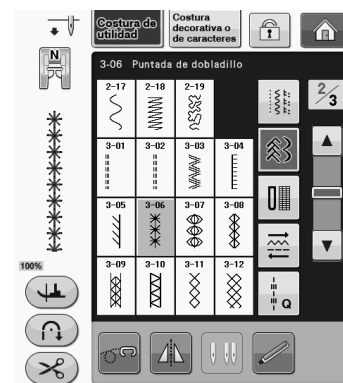 Costura de
utilidad
Costura
decorativa o
de caracteres
N
3-06 Puntada de dobladillo
2/3
2-17 2-18 2-19
3-01 3-02 3-03 3-04
3-05 3-06 3-07 3-08
3-09 3-10 3-11 3-12
100%
Q